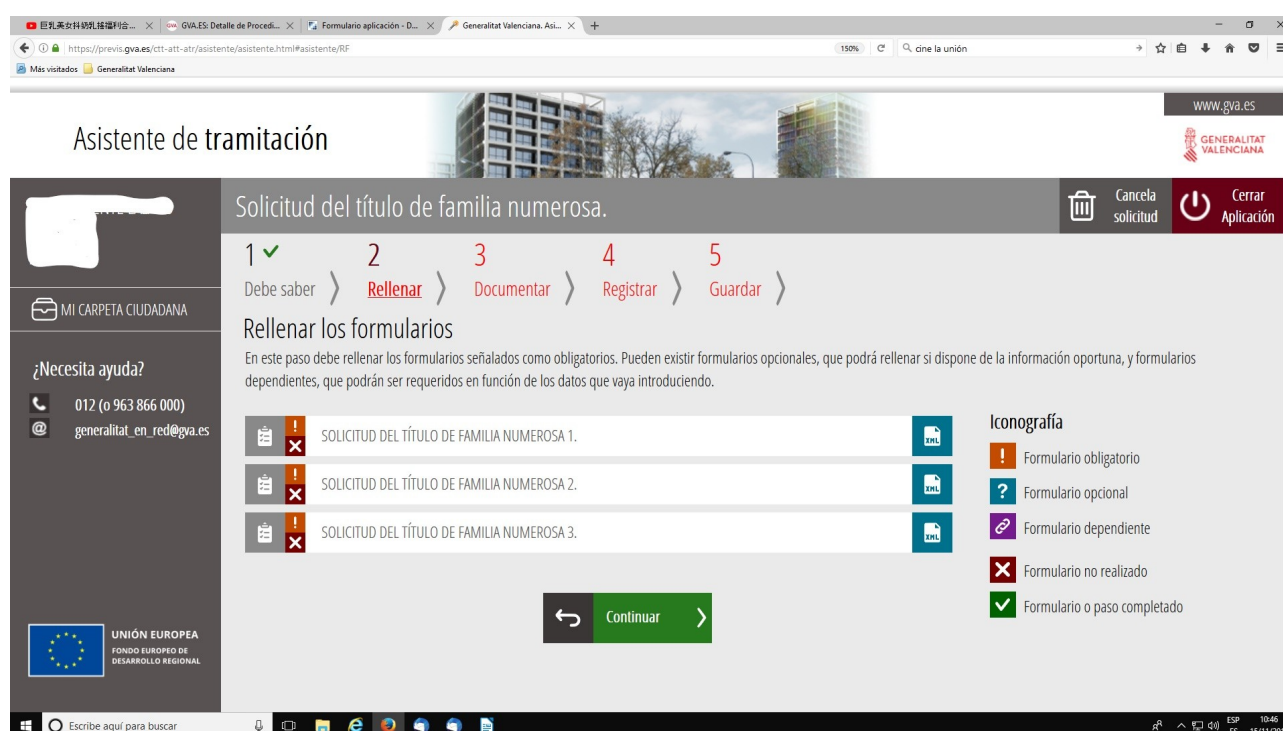 巨乳美女抖奶乳摇福利合...
GVA.ES: Detalle de Procedi...
Formulario aplicación - D...
Generalitat Valenciana. Asi...
https://previs.gva.es/ctt-att-atr/asistente/asistente.html#asistente/RF
150%
cine la unión
Más visitados
Generalitat Valenciana
Asistente de tramitación
www.gva.es
GENERALITAT
VALENCIANA
Solicitud del título de familia numerosa.
Cancela
solicitud
Cerrar
Aplicación
MI CARPETA CIUDADANA
¿Necesita ayuda?
012 (o 963 866 000)
generalitat_en_red@gva.es
1 2 3 4 5
Debe saber Rellenar Documentar Registrar Guardar
Rellenar los formularios
En este paso debe rellenar los formularios señalados como obligatorios. Pueden existir formularios opcionales, que podrá rellenar si dispone de la información oportuna, y formularios
dependientes, que podrán ser requeridos en función de los datos que vaya introduciendo.
SOLICITUD DEL TÍTULO DE FAMILIA NUMEROSA 1.
XML
SOLICITUD DEL TÍTULO DE FAMILIA NUMEROSA 2.
XML
SOLICITUD DEL TÍTULO DE FAMILIA NUMEROSA 3.
XML
Iconografía
Formulario obligatorio
Formulario opcional
Formulario dependiente
Formulario no realizado
Formulario o paso completado
Continuar
UNIÓN EUROPEA
FONDO EUROPEO DE
DESARROLLO REGIONAL
Escribe aquí para buscar
ESP
10:46